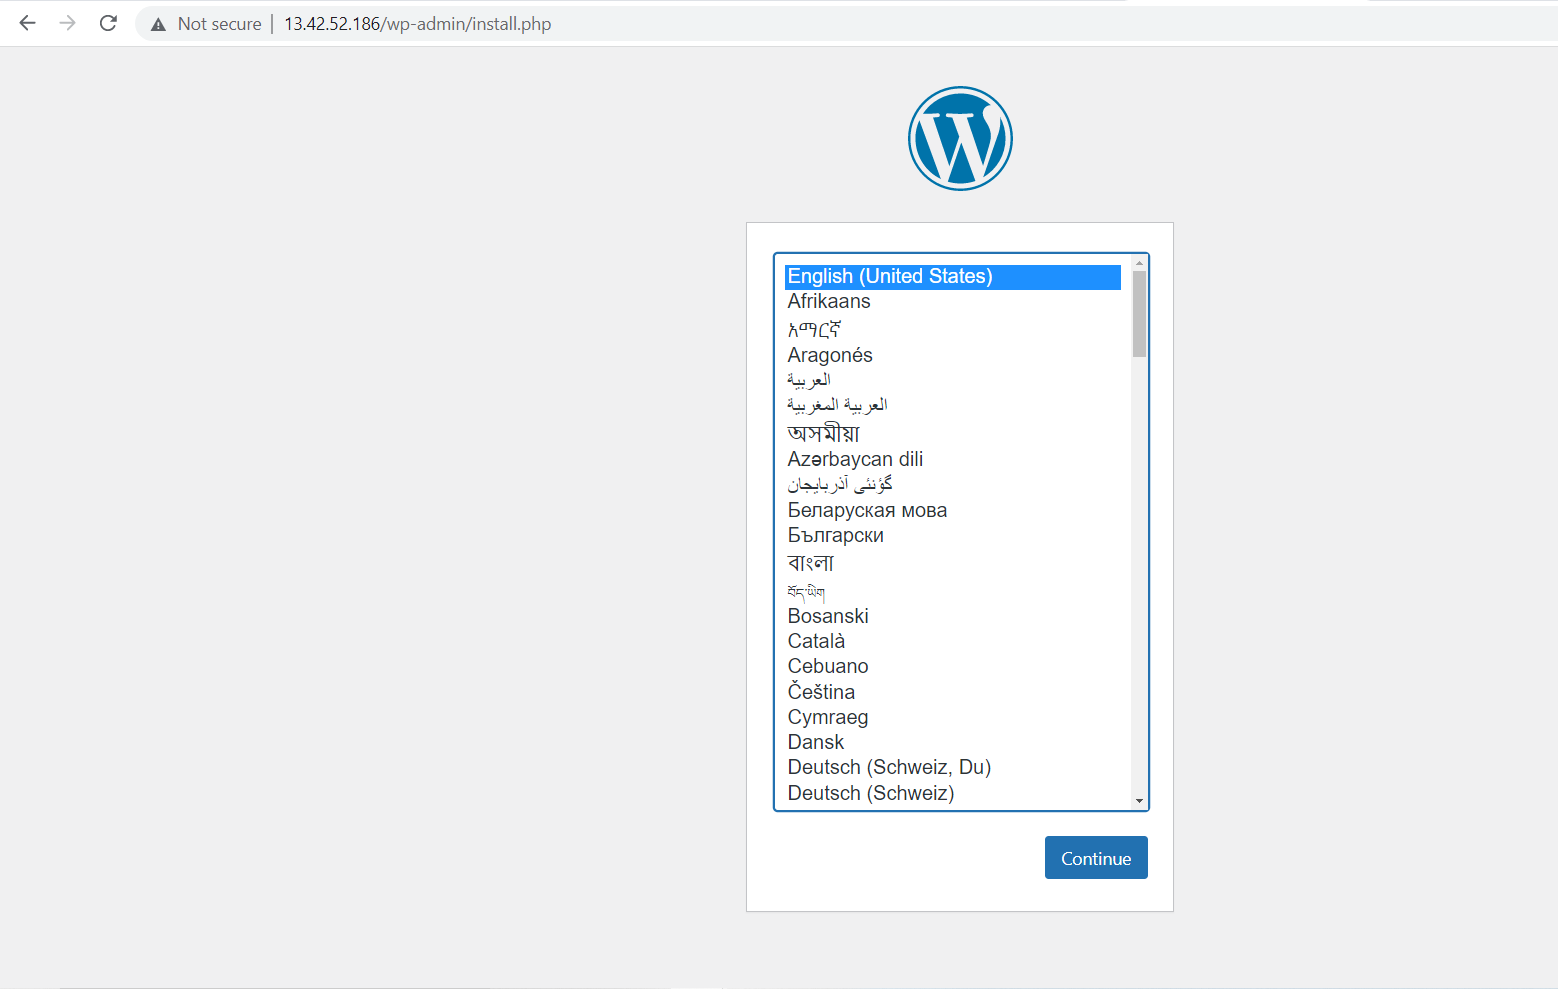 Not secure | 13.42.52.186/wp-admin/install.php
English (United States)
Afrikaans
አማርኛ
Aragonés
العربية
العربية المغربية
অসমীয়া
Azərbaycan dili
گؤنئی آذربایجان
Беларуская мова
Български
বাংলা
བོད་ཡིག
Bosanski
Català
Cebuano
Čeština
Cymraeg
Dansk
Deutsch (Schweiz, Du)
Deutsch (Schweiz)
Continue